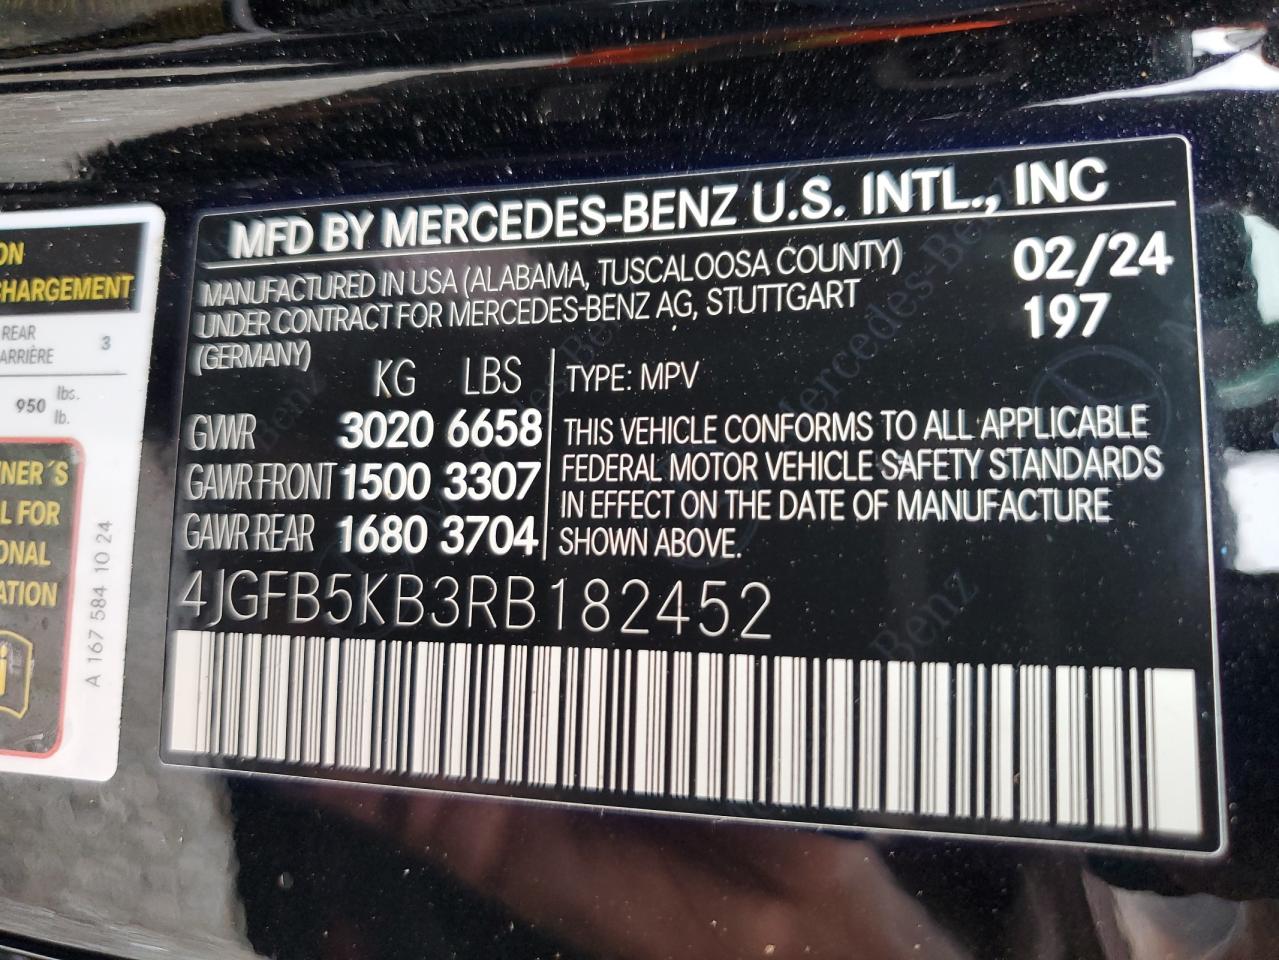 MFD BY MERCEDES-BENZ U.S. INTL., INC
MANUFACTURED IN USA (ALABAMA, TUSCALOOSA COUNTY)
UNDER CONTRACT FOR MERCEDES-BENZ AG, STUTTGART
(GERMANY)
02/24
197
KG LBS
GVWR 3020 6658
GAWR FRONT 1500 3307
GAWR REAR 1680 3704
TYPE: MPV
THIS VEHICLE CONFORMS TO ALL APPLICABLE
FEDERAL MOTOR VEHICLE SAFETY STANDARDS
IN EFFECT ON THE DATE OF MANUFACTURE
SHOWN ABOVE.
4JGFB5KB3RB182452
ON
CHARGEMENT
REAR
ARRIÈRE 3
950 lbs.
lb.
NER´S
L FOR
ONAL
ATION
A 167 584 10 24
Mercedes-Benz